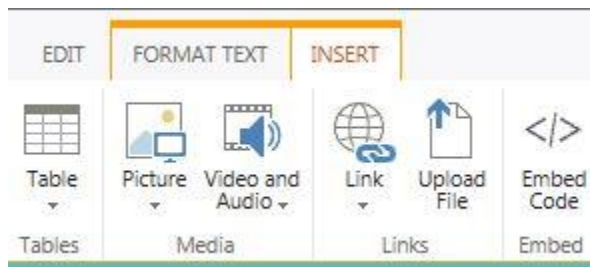 EDIT FORMAT TEXT INSERT
Table Picture Video and Audio Link Upload File </> Embed Code
Tables Media Links Embed